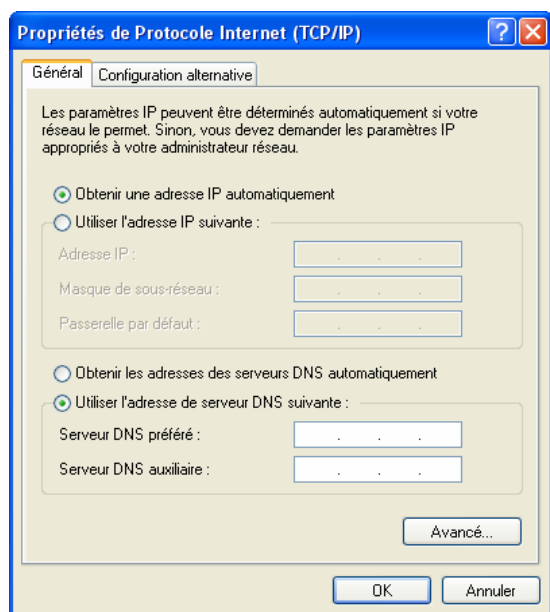 Propriétés de Protocole Internet (TCP/IP)
Général
Configuration alternative
Les paramètres IP peuvent être déterminés automatiquement si votre
réseau le permet. Sinon, vous devez demander les paramètres IP
appropriés à votre administrateur réseau.
Obtenir une adresse IP automatiquement
Utiliser l'adresse IP suivante :
Adresse IP :
Masque de sous-réseau :
Passerelle par défaut :
Obtenir les adresses des serveurs DNS automatiquement
Utiliser l'adresse de serveur DNS suivante :
Serveur DNS préféré :
Serveur DNS auxiliaire :
Avancé...
OK
Annuler